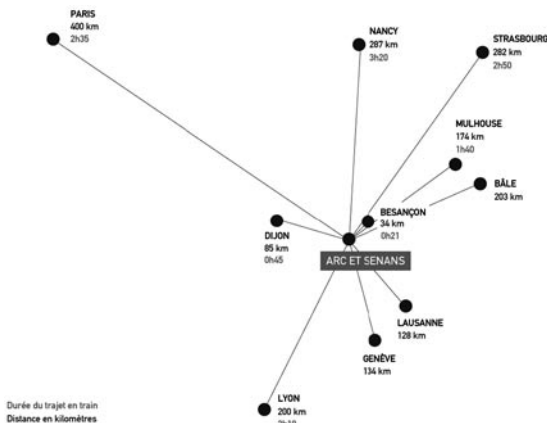 PARIS
400 km
2h35
NANCY
287 km
3h20
STRASBOURG
282 km
2h50
MULHOUSE
174 km
1h40
BÂLE
203 km
BESANÇON
34 km
0h21
DIJON
85 km
0h45
ARC ET SENANS
LAUSANNE
128 km
GENÈVE
134 km
LYON
200 km
Durée du trajet en train
Distance en kilomètres